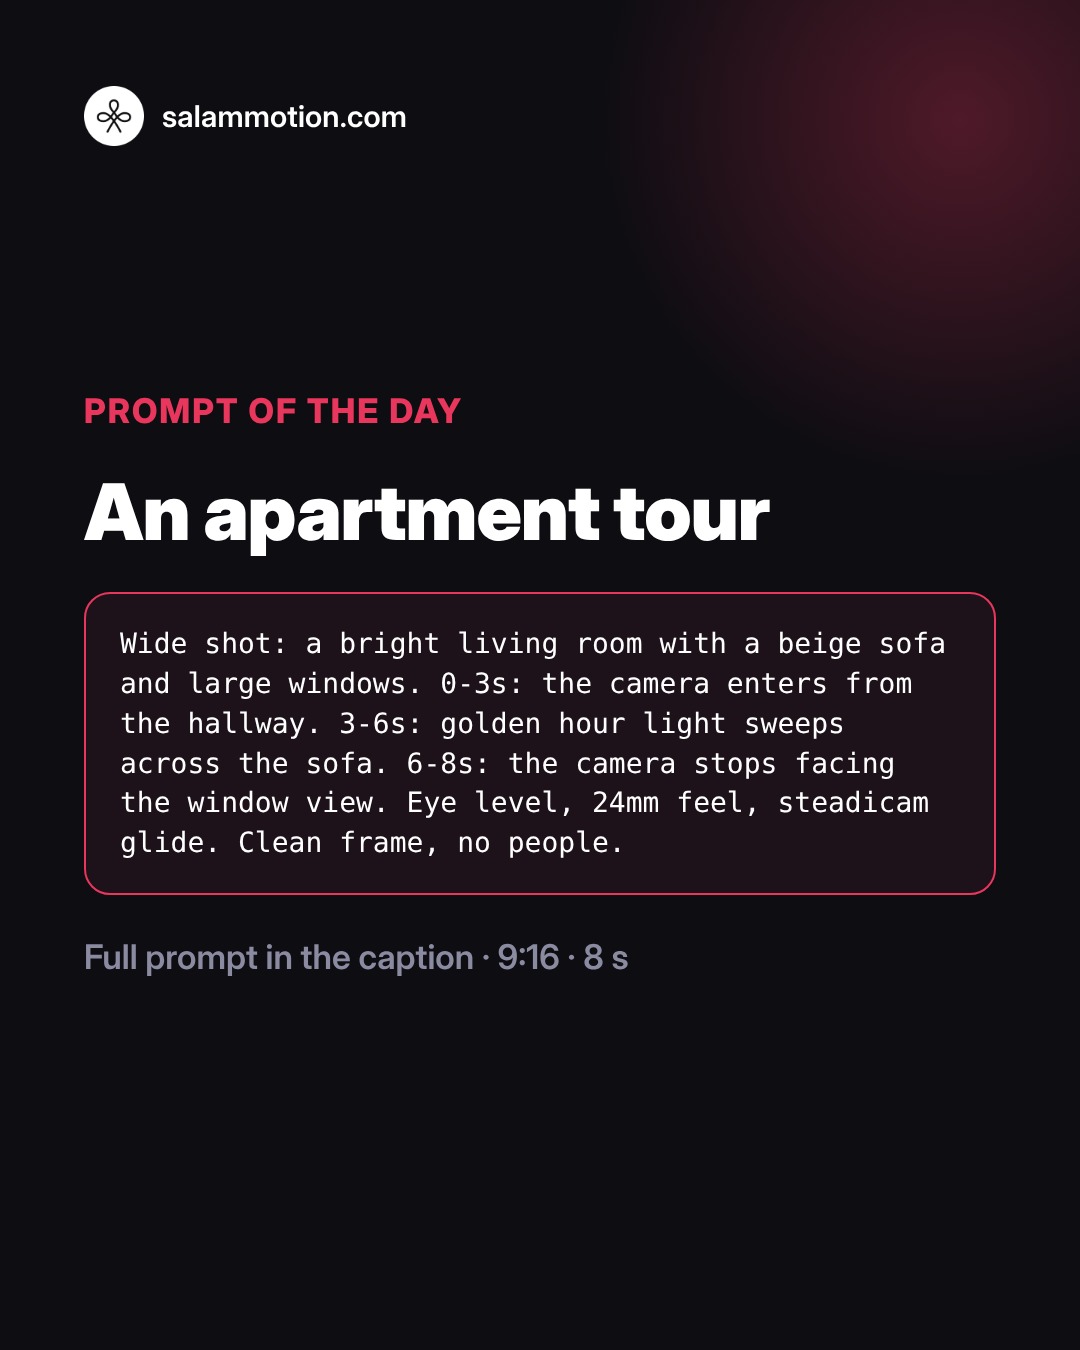 salammotion.com
PROMPT OF THE DAY
An apartment tour
Wide shot: a bright living room with a beige sofa
and large windows. 0-3s: the camera enters from
the hallway. 3-6s: golden hour light sweeps
across the sofa. 6-8s: the camera stops facing
the window view. Eye level, 24mm feel, steadicam
glide. Clean frame, no people.
Full prompt in the caption · 9:16 · 8 s